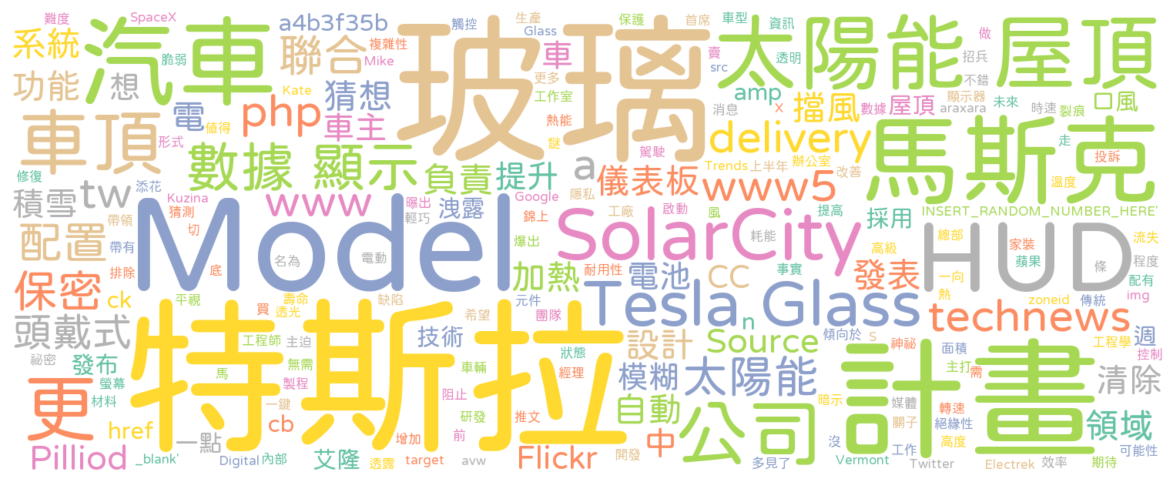 難度
SpaceX
a4b3f35b
觸控
生產
Glass
保護
首席
車型
資訊
做
系統
脆弱
汽車
聯合
複雜性
Mike
玻璃
更多
車
賣
src
太陽能 屋頂
透明
招兵
不錯
功能
想
Kate
猜想
工作室
amp
x
擋風
數據
屋頂
顯示器
araxara
未來
時速
裂痕
口風
電
值得
php
車主
熱能
消息
謎
delivery
車頂
形式
數據 顯示
負責
提升
a
駕駛
Trends
上半年
辦公室
改善
馬斯克
走
投訴
溫度
修復
添花
積雪
tw
Kuzina
www
曝出
輕巧
洩露
Google
隱私
儀表板
www5
錦上
工廠
啟動
風
提高
採用
INSERT_RANDOM_NUMBER_HERE'
帶領
猜測
切
配置
帶有
Model
爆出
SolarCity
耗能
高級
總部
HUD
家裝
流失
蘋果
程度
排除
底
名為
電動
保密
加熱
耐用性
電池
CC
事實
發表
一向
條
熱
配有
ck
平視
買
壽命
透光
缺陷
元件
Tesla Glass
zoneid
傳統
img
頭戴式
特斯拉
希望
團隊
n
傾向於
s
technews
工程師
主迫
技術
設計
Source
神祕
面積
工程學
週
控制
祕密
發布
無需
狀態
計畫
主打
需
螢幕
馬
車輛
經理
模糊
太陽能
清除
更
材料
製程
一鍵
阻止
自動
公司
暗示
媒體
轉速
絕緣性
領域
href
cb
增加
研發
推文
中
關子
高度
一點
前
沒
工作
可能性
Pilliod
_blank'
Digital
內部
艾隆
透露
target
avw
Flickr
開發
多見了
Vermont
Twitter
Electrek
效率
期待